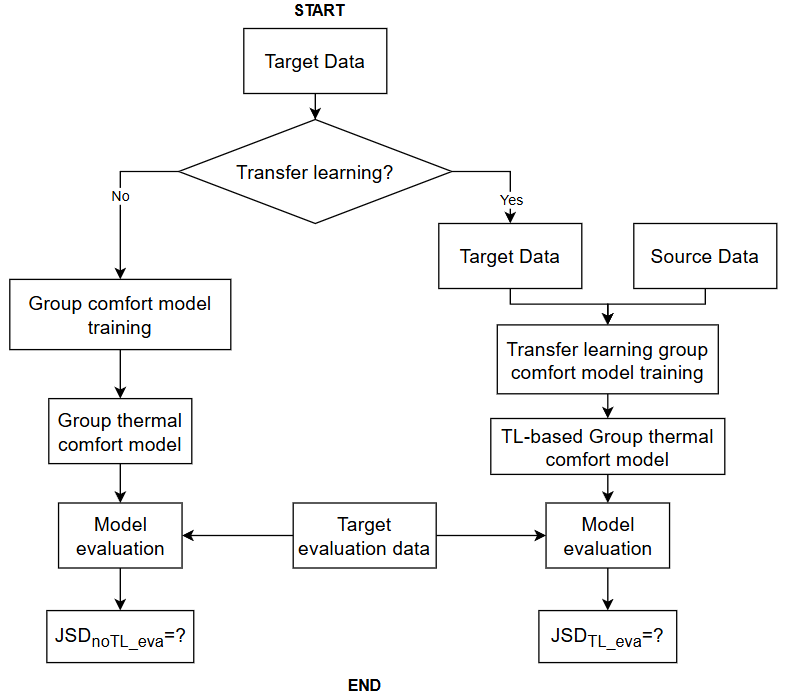 START
Target Data
Transfer learning?
No
Yes
Target Data
Source Data
Group comfort model
training
Transfer learning group
comfort model training
Group thermal
comfort model
TL-based Group thermal
comfort model
Model
evaluation
Target
evaluation data
Model
evaluation
JSDnoTL_eva=?
JSDTL_eva=?
END